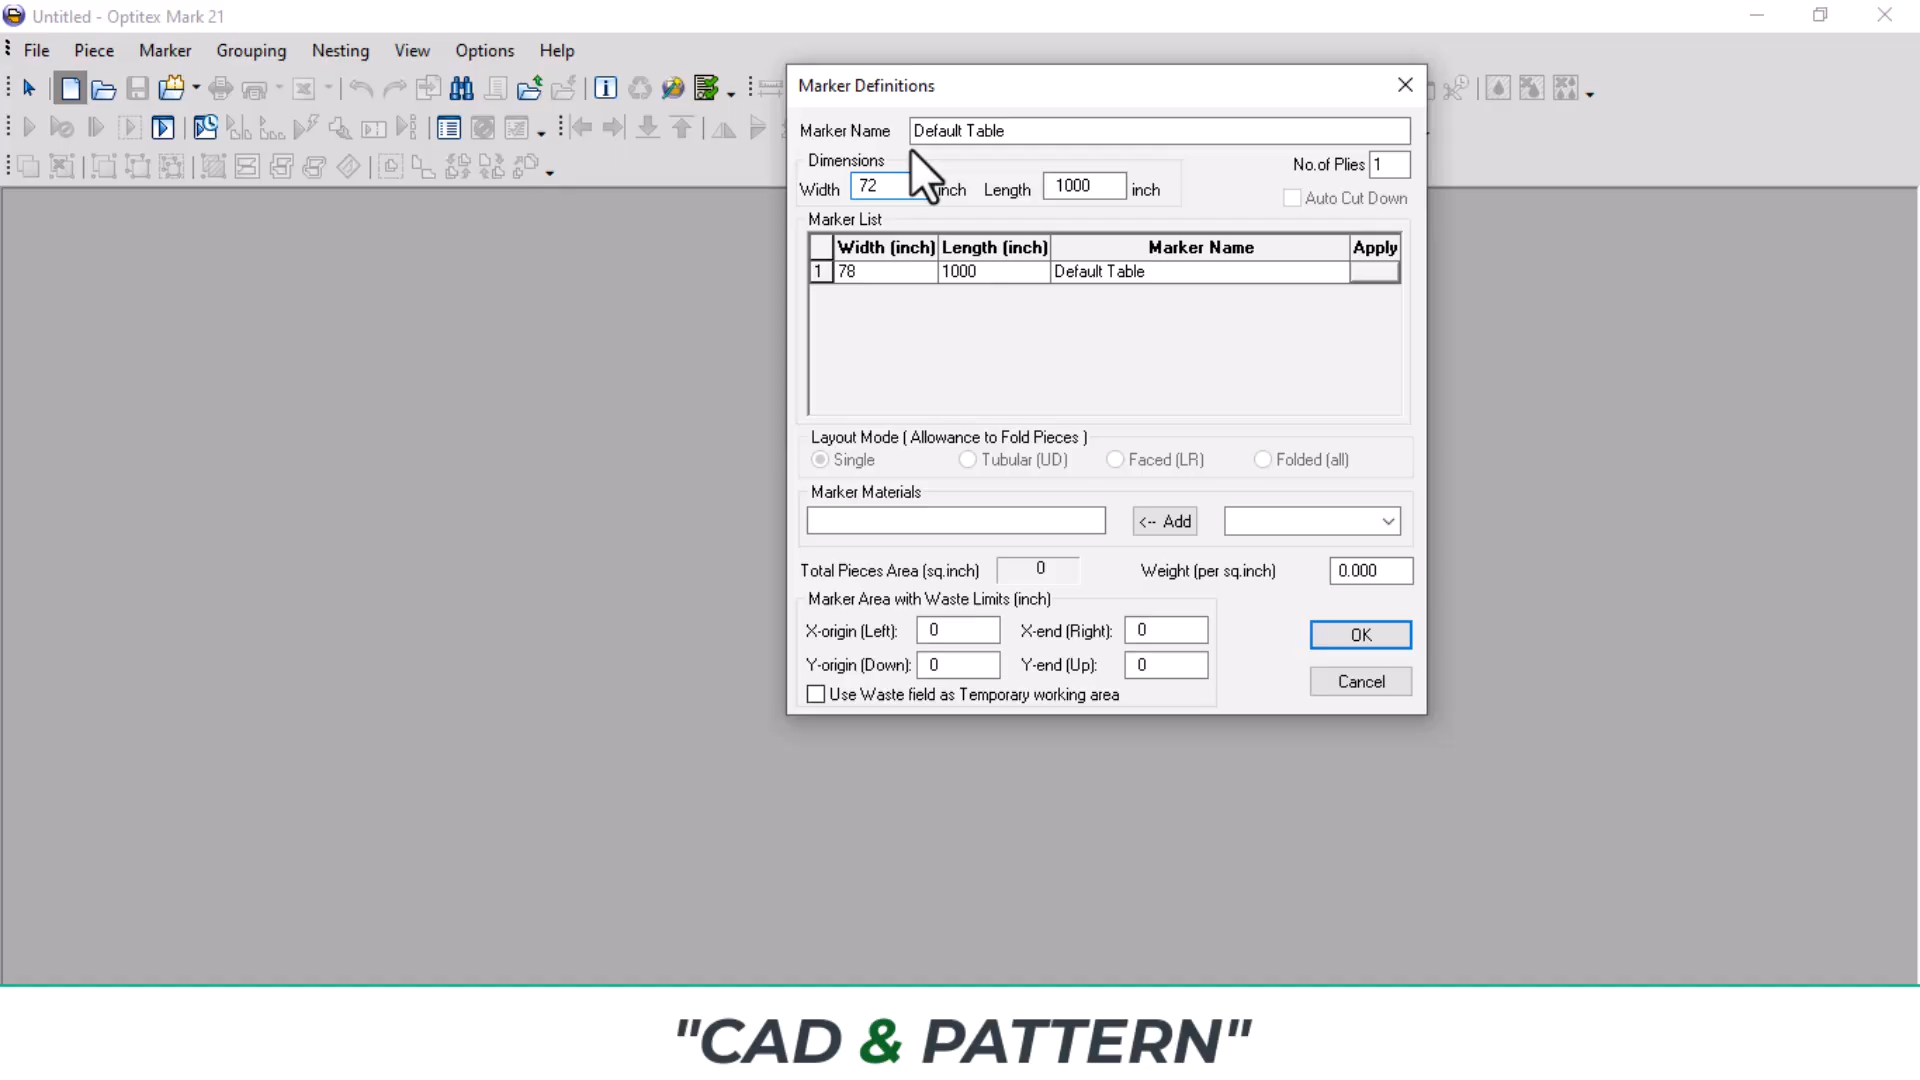 Untitled - Optitex Mark 21
File Piece Marker Grouping Nesting View Options Help
Marker Definitions
Marker Name Default Table
Dimensions
No.of Plies 1
Width 72 inch Length 1000 inch
Auto Cut Down
Marker List
Width (inch) Length (inch) Marker Name Apply
1 78 1000 Default Table
Layout Mode ( Allowance to Fold Pieces )
Single Tubular (UD) Faced (LR) Folded (all)
Marker Materials
<-- Add
Total Pieces Area (sq.inch) 0 Weight (per sq.inch) 0.000
Marker Area with Waste Limits (inch)
X-origin (Left): 0 X-end (Right): 0
OK
Y-origin (Down): 0 Y-end (Up): 0
Cancel
Use Waste field as Temporary working area
"CAD & PATTERN"